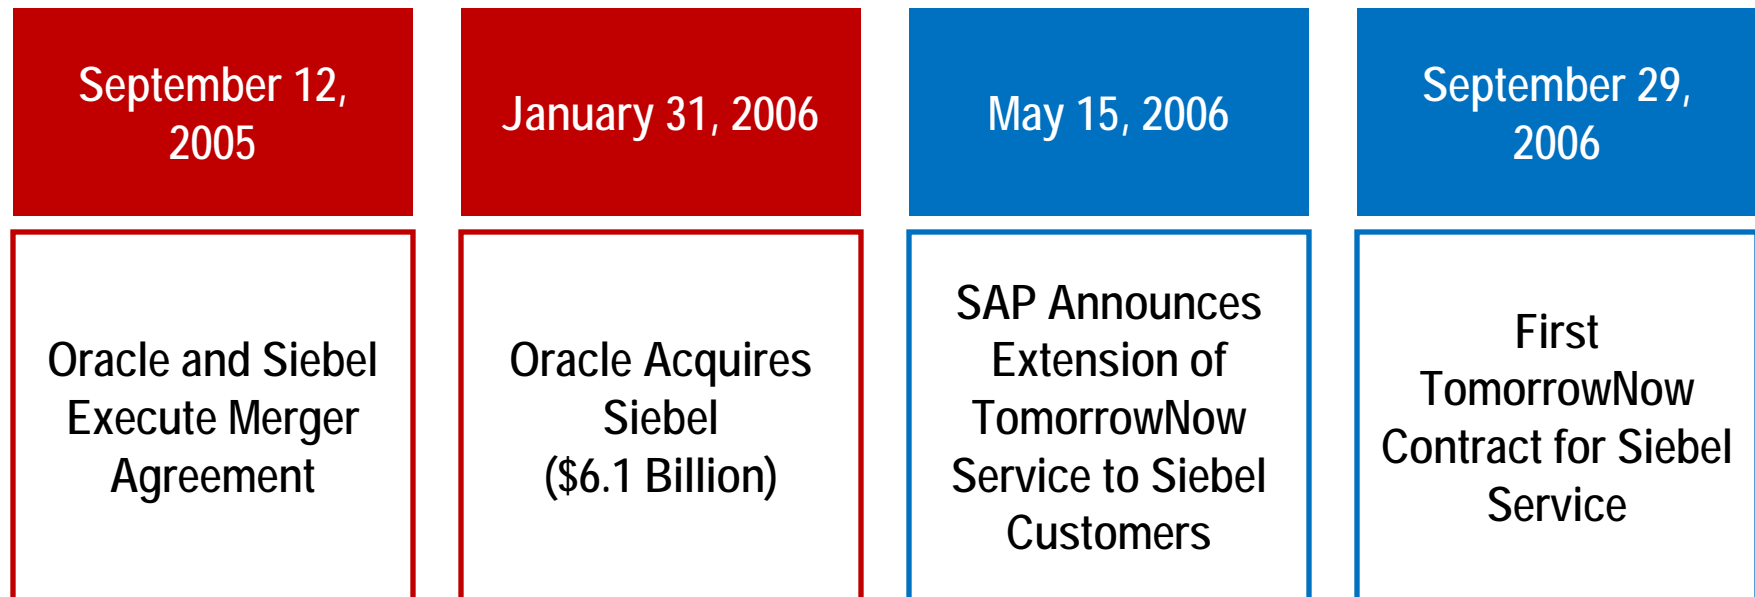 September 12,
2005
January 31, 2006
May 15, 2006
September 29,
2006
Oracle and Siebel
Execute Merger
Agreement
Oracle Acquires
Siebel
($6.1 Billion)
SAP Announces
Extension of
TomorrowNow
Service to Siebel
Customers
First
TomorrowNow
Contract for Siebel
Service